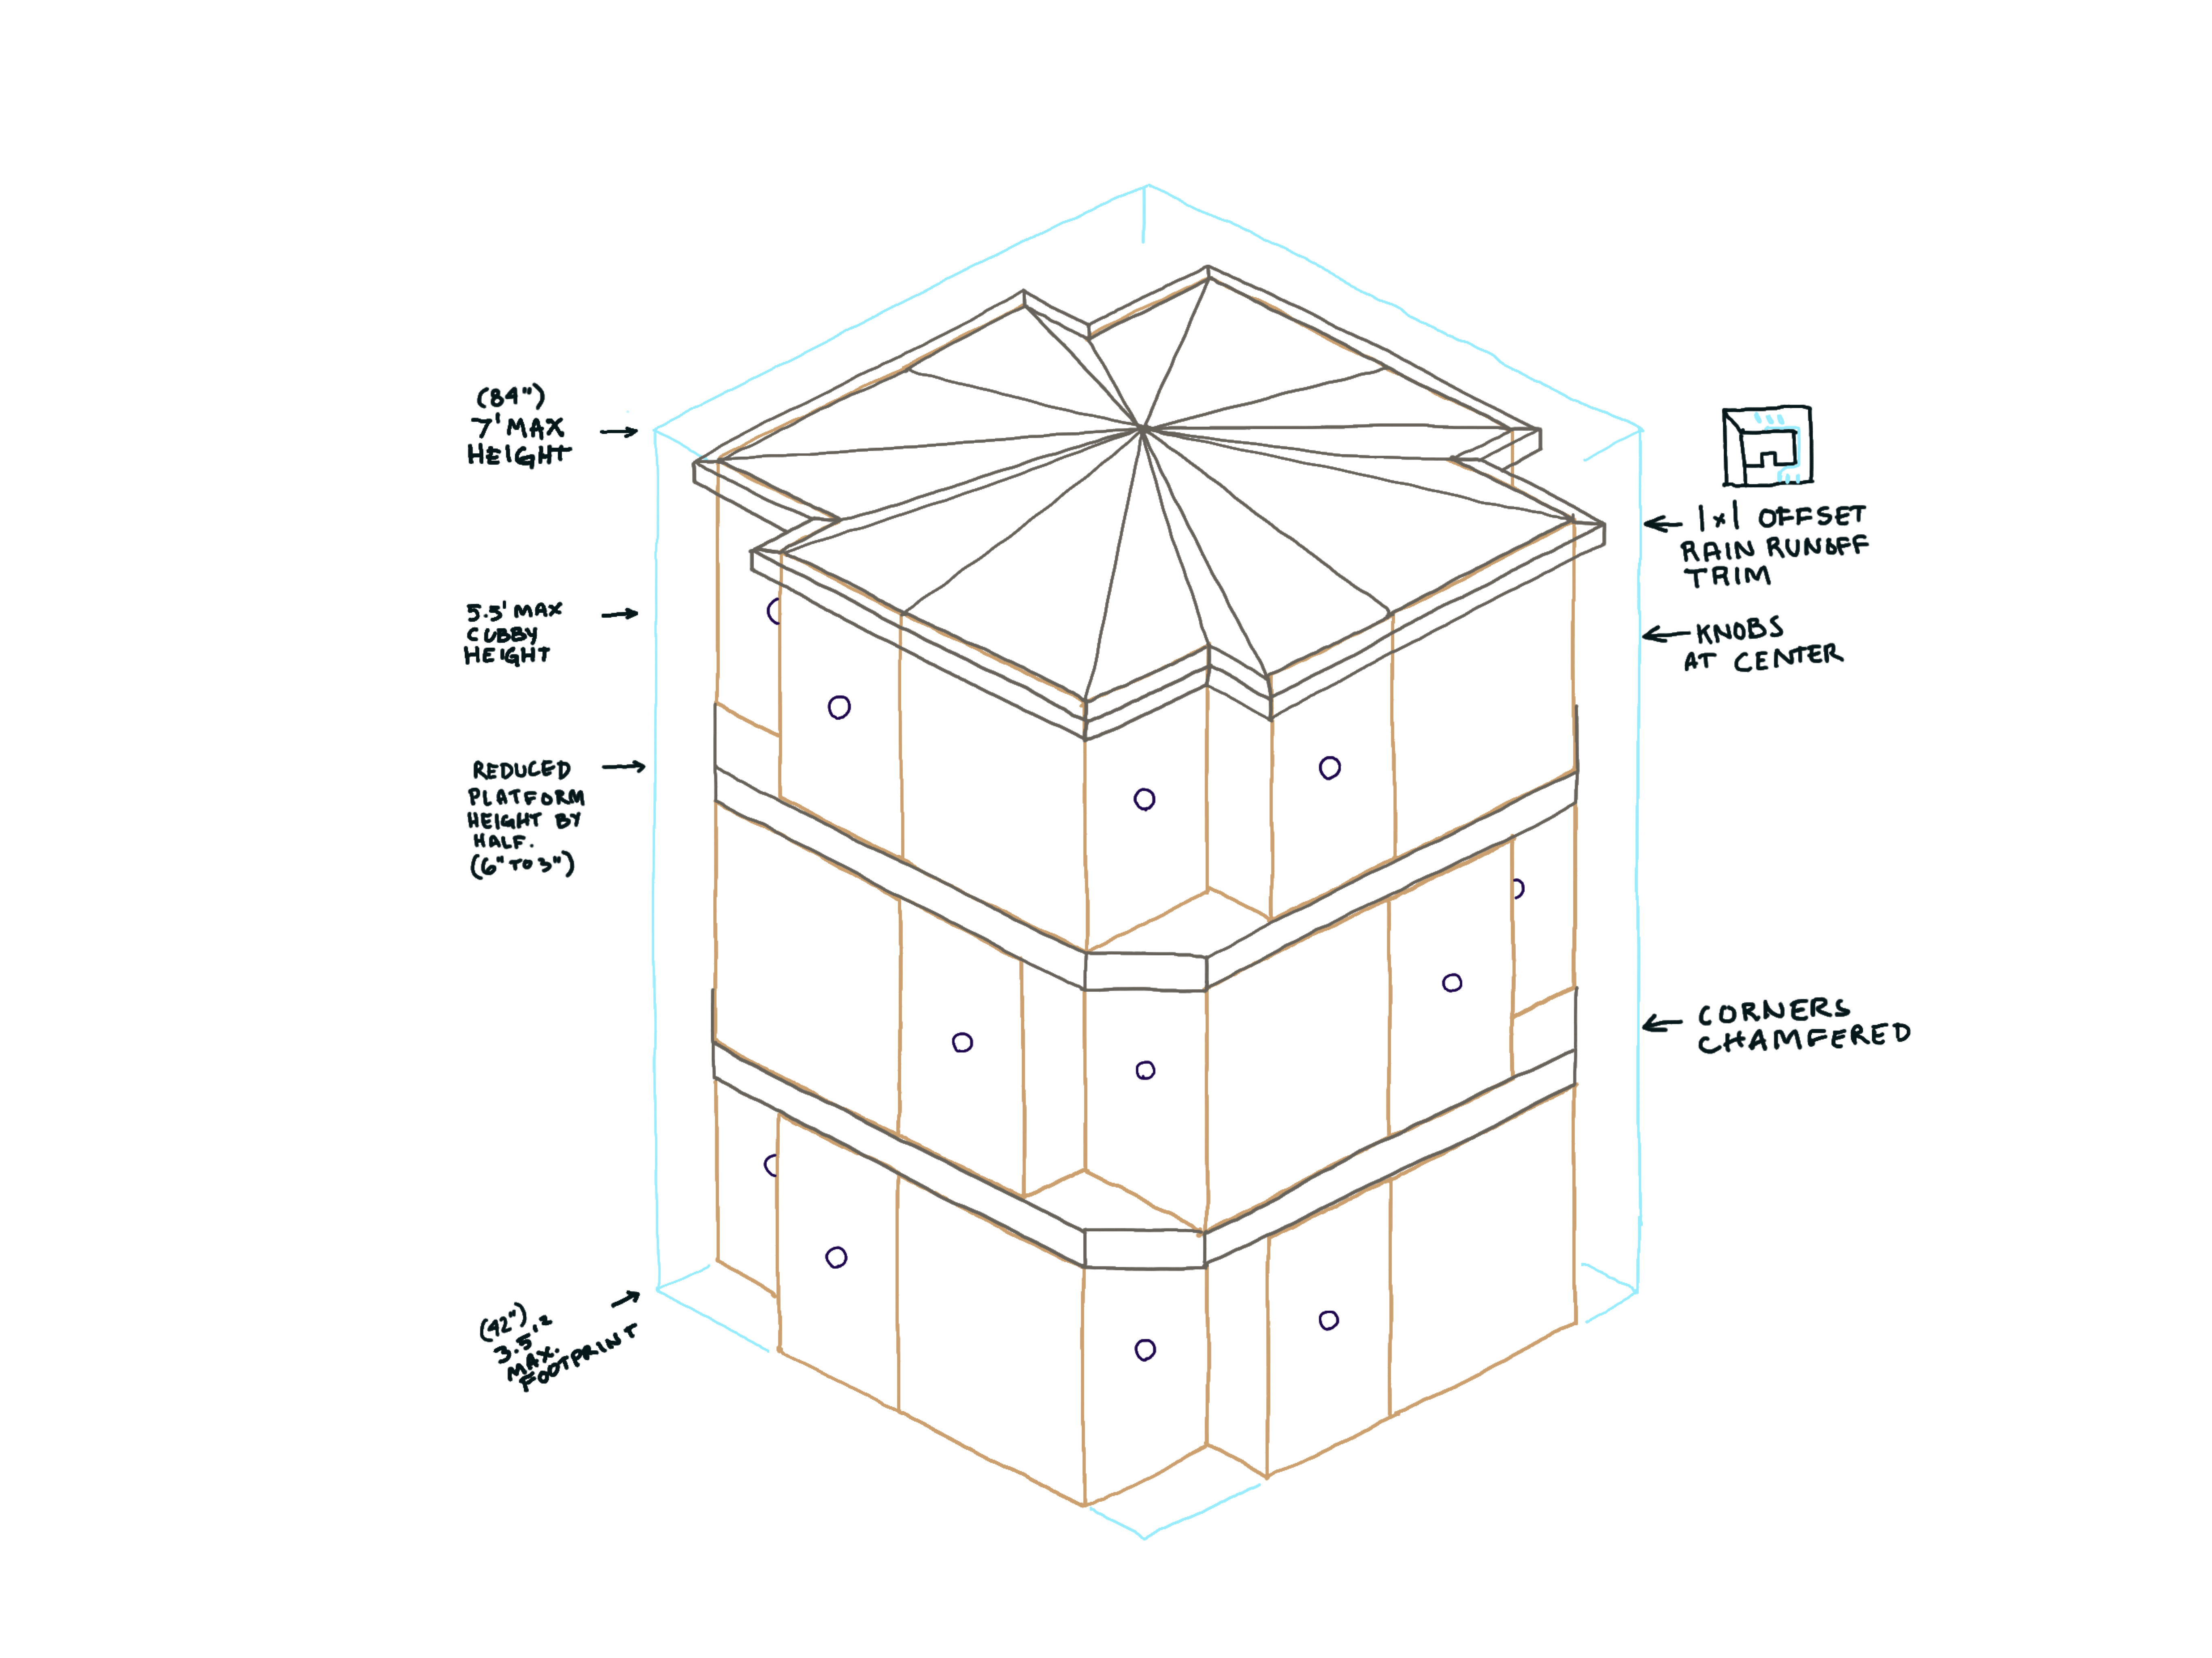 (84")
7' MAX
HEIGHT
5.5' MAX
CUBBY
HEIGHT
REDUCED
PLATFORM
HEIGHT BY
HALF.
(6" TO 3")
(42")
3.5'²
MAX.
FOOTPRINT
1x1 OFFSET
RAIN RUNOFF
TRIM
KNOBS
AT CENTER
CORNERS
CHAMFERED